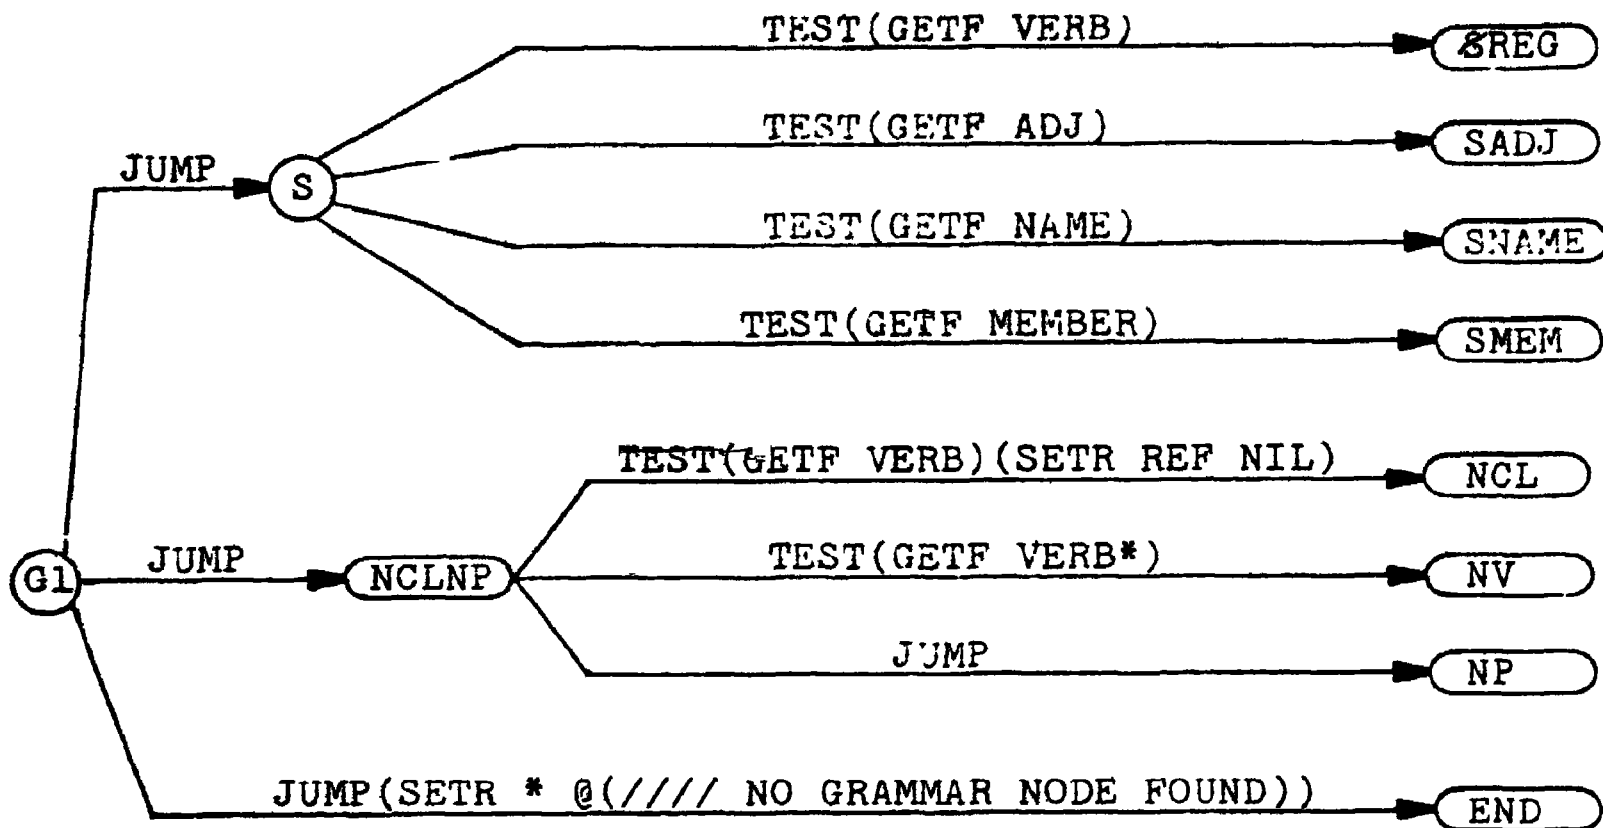 TEST(GETF VERB)
SREG
TEST(GETF ADJ)
SADJ
JUMP
S
TEST(GETF NAME)
SNAME
TEST(GETF MEMBER)
SMEM
TEST(GETF VERB)(SETR REF NIL)
NCL
JUMP
TEST(GETF VERB*)
NV
G1
NCLNP
JUMP
NP
JUMP(SETR * @(//// NO GRAMMAR NODE FOUND))
END